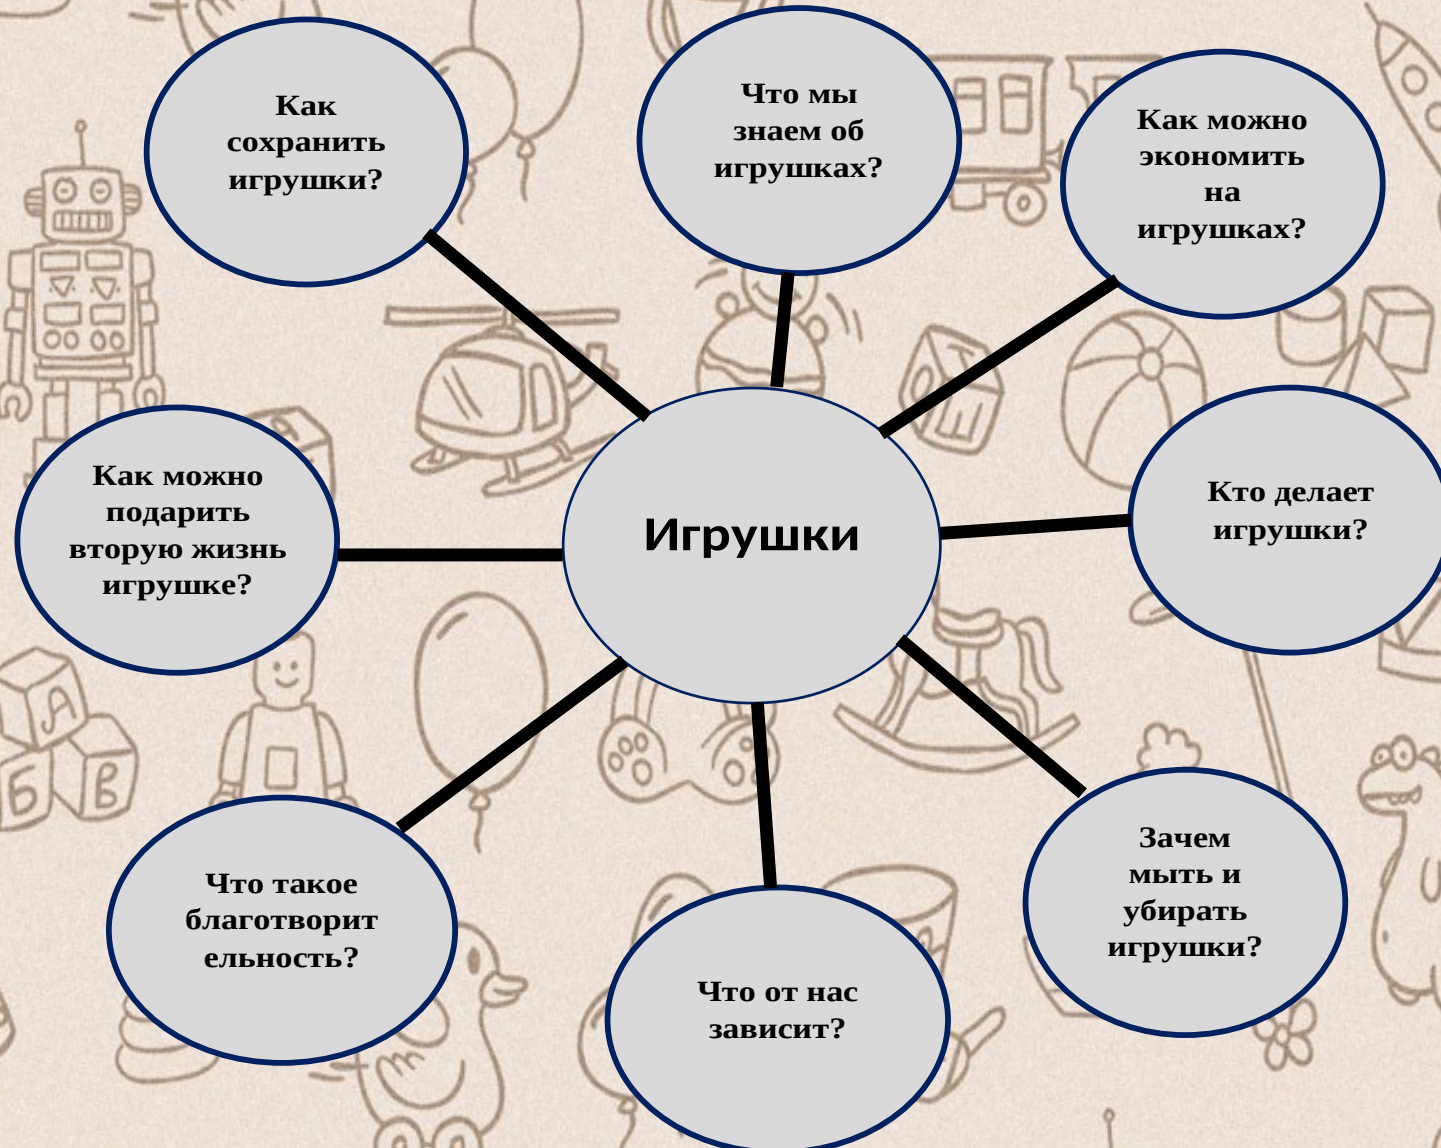 Как
сохранить
игрушки?
Что мы
знаем об
игрушках?
Как можно
экономить
на
игрушках?
Как можно
подарить
вторую жизнь
игрушке?
Игрушки
Кто делает
игрушки?
Что такое
благотворит
ельность?
Что от нас
зависит?
Зачем
мыть и
убирать
игрушки?
А
Б
В